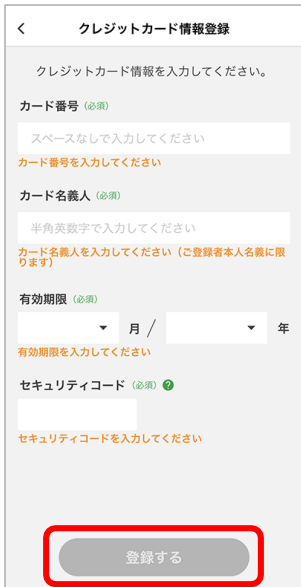 クレジットカード情報登録
クレジットカード情報を入力してください。
カード番号 (必須)
スペースなしで入力してください
カード番号を入力してください
カード名義人 (必須)
半角英数字で入力してください
カード名義人を入力してください（ご登録者本人名義に限
ります）
有効期限 (必須)
月 / 年
有効期限を入力してください
セキュリティコード (必須) ?
セキュリティコードを入力してください
登録する